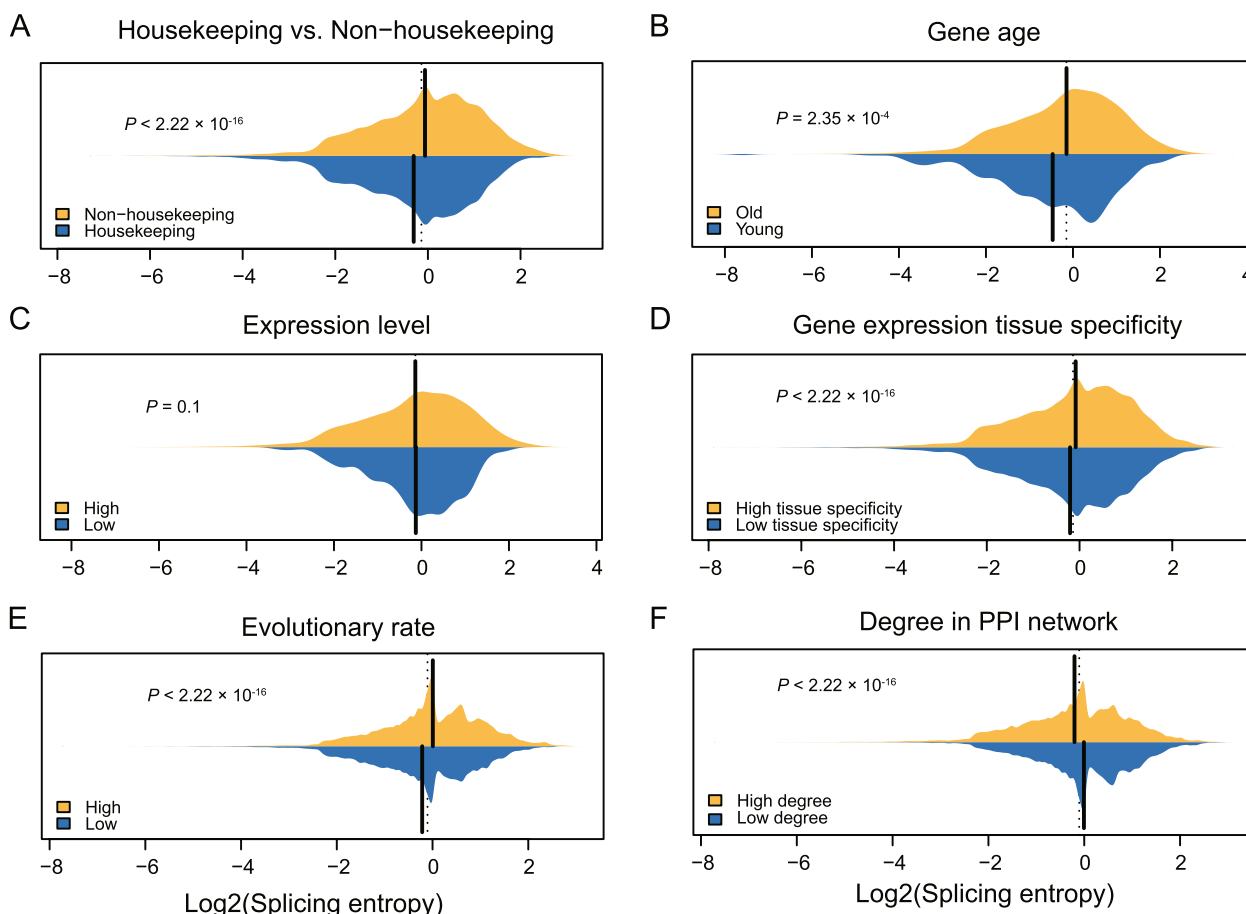 A
Housekeeping vs. Non−housekeeping
P < 2.22 × 10-16
Non−housekeeping
Housekeeping
−8 −6 −4 −2 0 2
B
Gene age
P = 2.35 × 10-4
Old
Young
−8 −6 −4 −2 0 2 4
C
Expression level
P = 0.1
High
Low
−8 −6 −4 −2 0 2 4
D
Gene expression tissue specificity
P < 2.22 × 10-16
High tissue specificity
Low tissue specificity
−8 −6 −4 −2 0 2
E
Evolutionary rate
P < 2.22 × 10-16
High
Low
−8 −6 −4 −2 0 2
Log2(Splicing entropy)
F
Degree in PPI network
P < 2.22 × 10-16
High degree
Low degree
−8 −6 −4 −2 0 2
Log2(Splicing entropy)